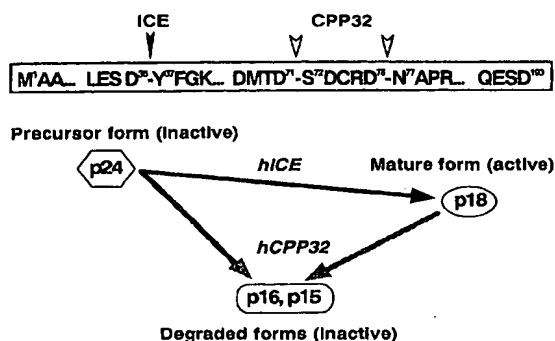 ICE CPP32
M¹AA... LESD³⁶-Y³⁷FGK... DMTD⁷¹-S⁷²DCRD⁷⁶-N⁷⁷APR... QESD¹⁹³
Precursor form (inactive)
p24 hICE Mature form (active)
p18
hCPP32
p16, p15
Degraded forms (inactive)